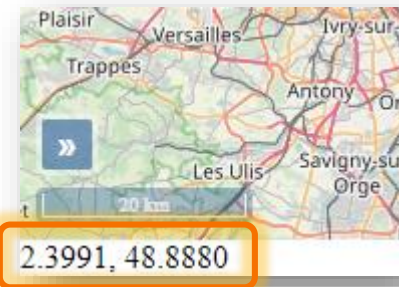 Plaisir
Versailles
Ivry-sur-
Trappes
Antony
Or
»
Les Ulis
Savigny-su
Orge
t
20 km
2.3991, 48.8880